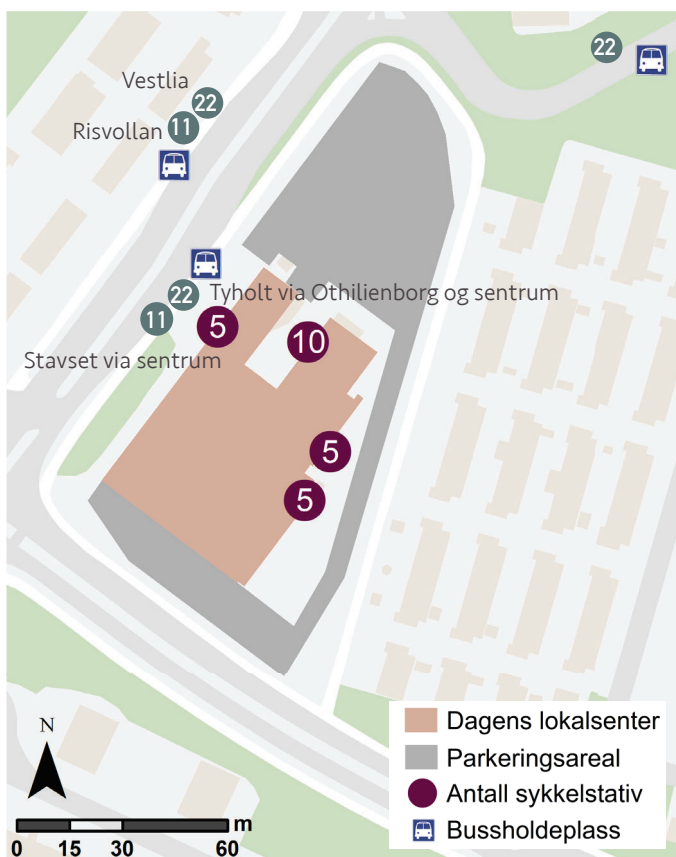 22
Vestlia
22
Risvollan 11
22 Tyholt via Othilienborg og sentrum
11 5
10
Stavset via sentrum
5
5
Dagens lokalsenter
Parkeringsareal
Antall sykkelstativ
Bussholdeplass
N
m
0 15 30 60